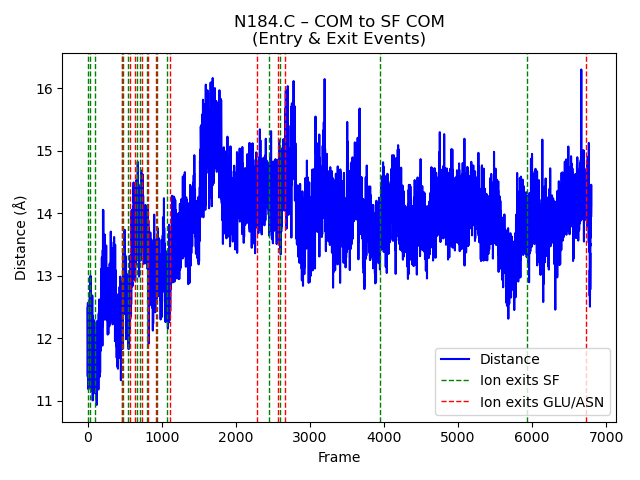 N184.C – COM to SF COM
(Entry & Exit Events)
16
15
14
13
12
11
Distance (Å)
Distance
Ion exits SF
Ion exits GLU/ASN
0
1000
2000
3000
4000
5000
6000
7000
Frame